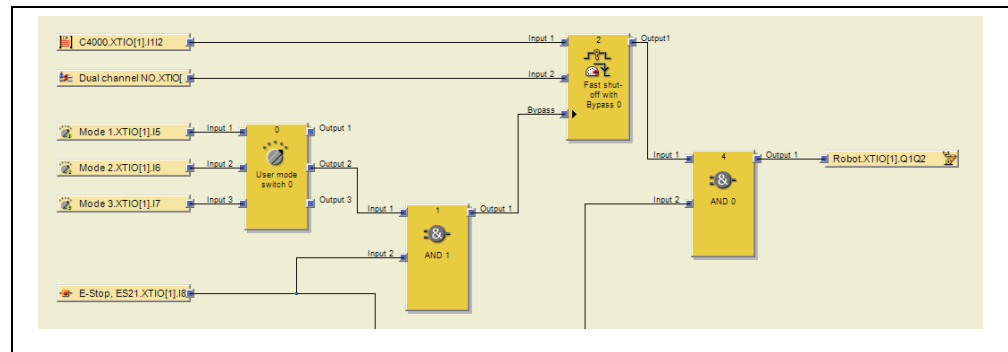 C4000.XTIO[1].I1I2
Input 1
2
Output1
Dual channel NO.XTIO[
Input 2
Fast shut-
off with
Bypass 0
Bypass
Mode 1.XTIO[1].I5
Input 1
0
Output 1
Mode 2.XTIO[1].I6
Input 2
User mode
switch 0
Output 2
Mode 3.XTIO[1].I7
Input 3
Output 3
Input 1
4
Output 1
Robot.XTIO[1].Q1Q2
&
AND 0
Input 2
Input 1
1
Output 1
&
AND 1
Input 2
E-Stop, ES21.XTIO[1].I8